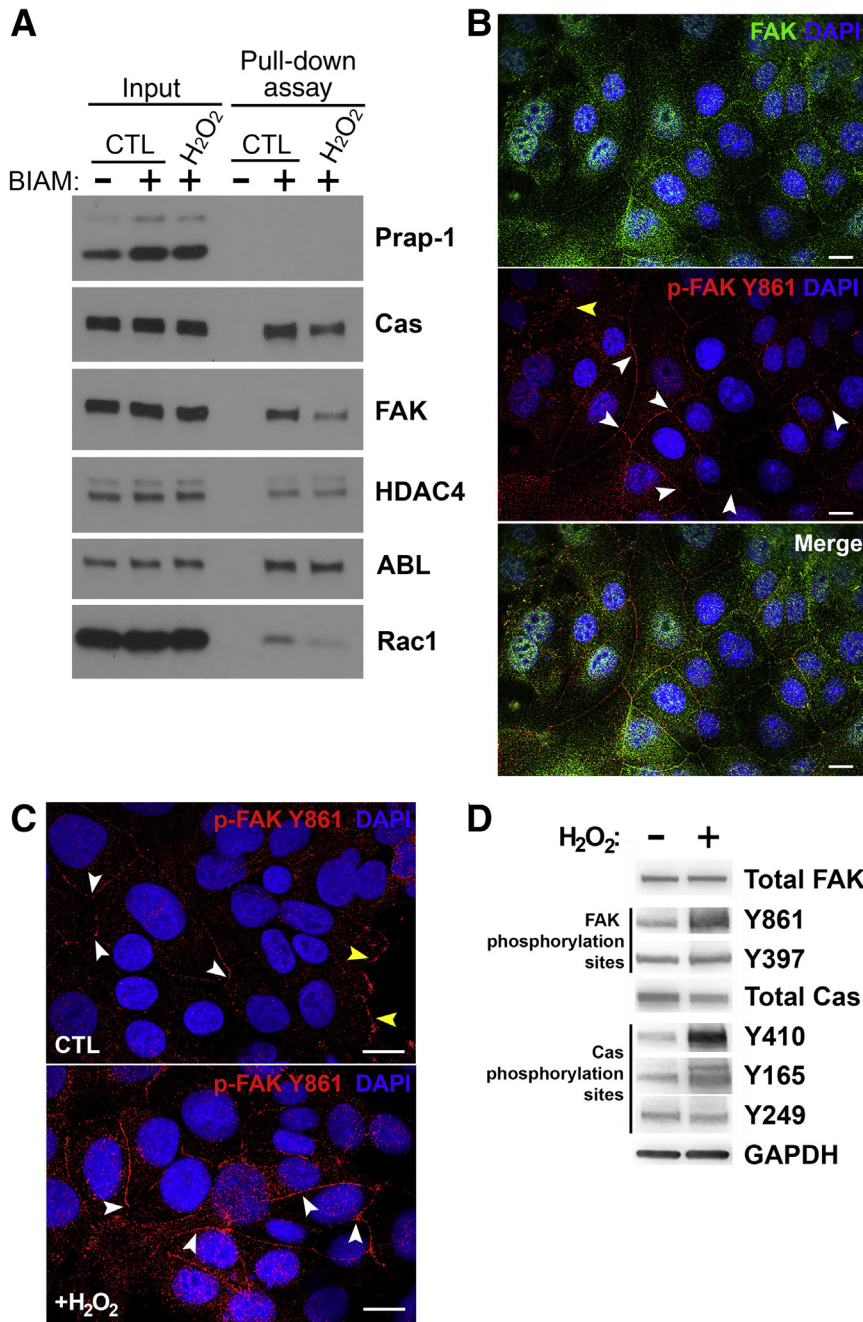 A
Input
Pull-down
assay
CTL
H₂O₂
CTL
H₂O₂
BIAM: - + + - + +
Prap-1
Cas
FAK
HDAC4
ABL
Rac1
B
FAK DAPI
p-FAK Y861 DAPI
Merge
C
p-FAK Y861 DAPI
CTL
p-FAK Y861 DAPI
+H₂O₂
D
H₂O₂: - +
Total FAK
FAK
phosphorylation
sites
Y861
Y397
Total Cas
Cas
phosphorylation
sites
Y410
Y165
Y249
GAPDH